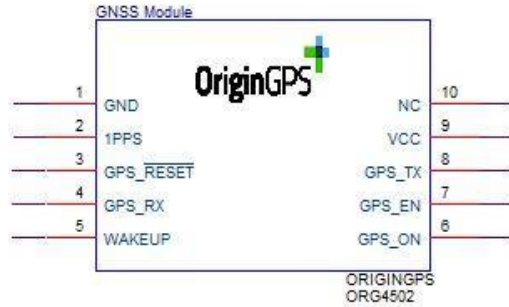 GNSS Module
OriginGPS
1 GND
2 1PPS
3 GPS_RESET
4 GPS_RX
5 WAKEUP
NC 10
VCC 9
GPS_TX 8
GPS_EN 7
GPS_ON 6
ORIGINGPS
ORG4502